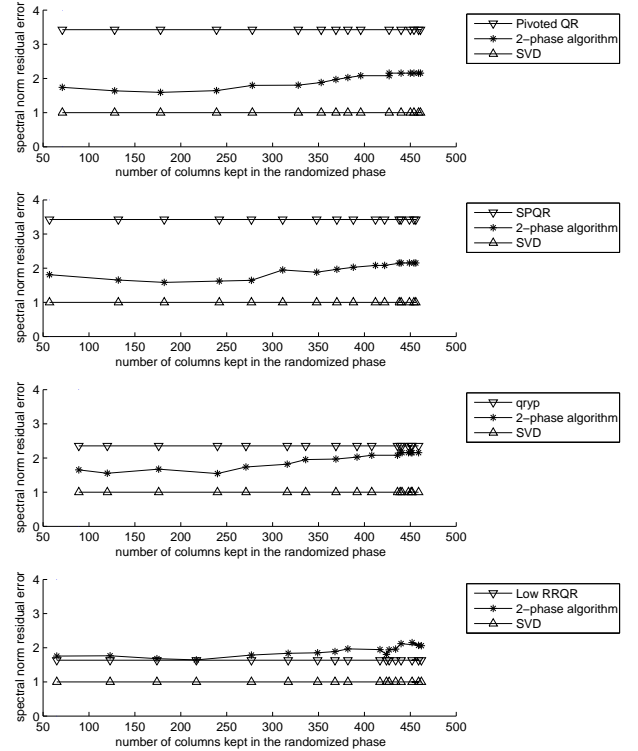 4
3
2
1
0
spectral norm residual error
50 100 150 200 250 300 350 400 450 500
number of columns kept in the randomized phase
Pivoted QR
2−phase algorithm
SVD
4
3
2
1
0
spectral norm residual error
50 100 150 200 250 300 350 400 450 500
number of columns kept in the randomized phase
SPQR
2−phase algorithm
SVD
4
3
2
1
0
spectral norm residual error
50 100 150 200 250 300 350 400 450 500
number of columns kept in the randomized phase
qryp
2−phase algorithm
SVD
4
3
2
1
0
spectral norm residual error
50 100 150 200 250 300 350 400 450 500
number of columns kept in the randomized phase
Low RRQR
2−phase algorithm
SVD